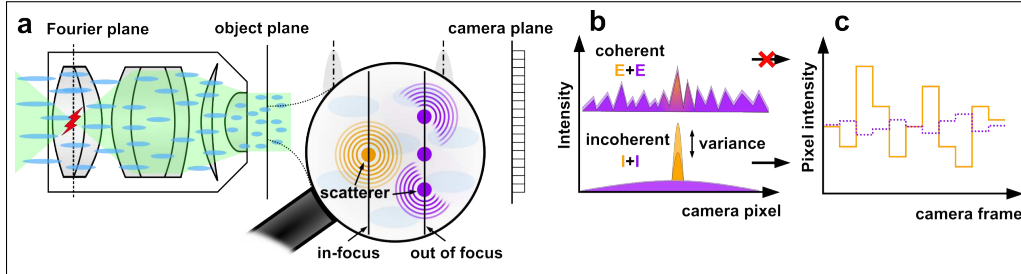 a
Fourier plane
object plane
camera plane
scatterer
in-focus
out of focus
b
Intensity
coherent
E+E
incoherent
I+I
variance
camera pixel
c
Pixel intensity
camera frame